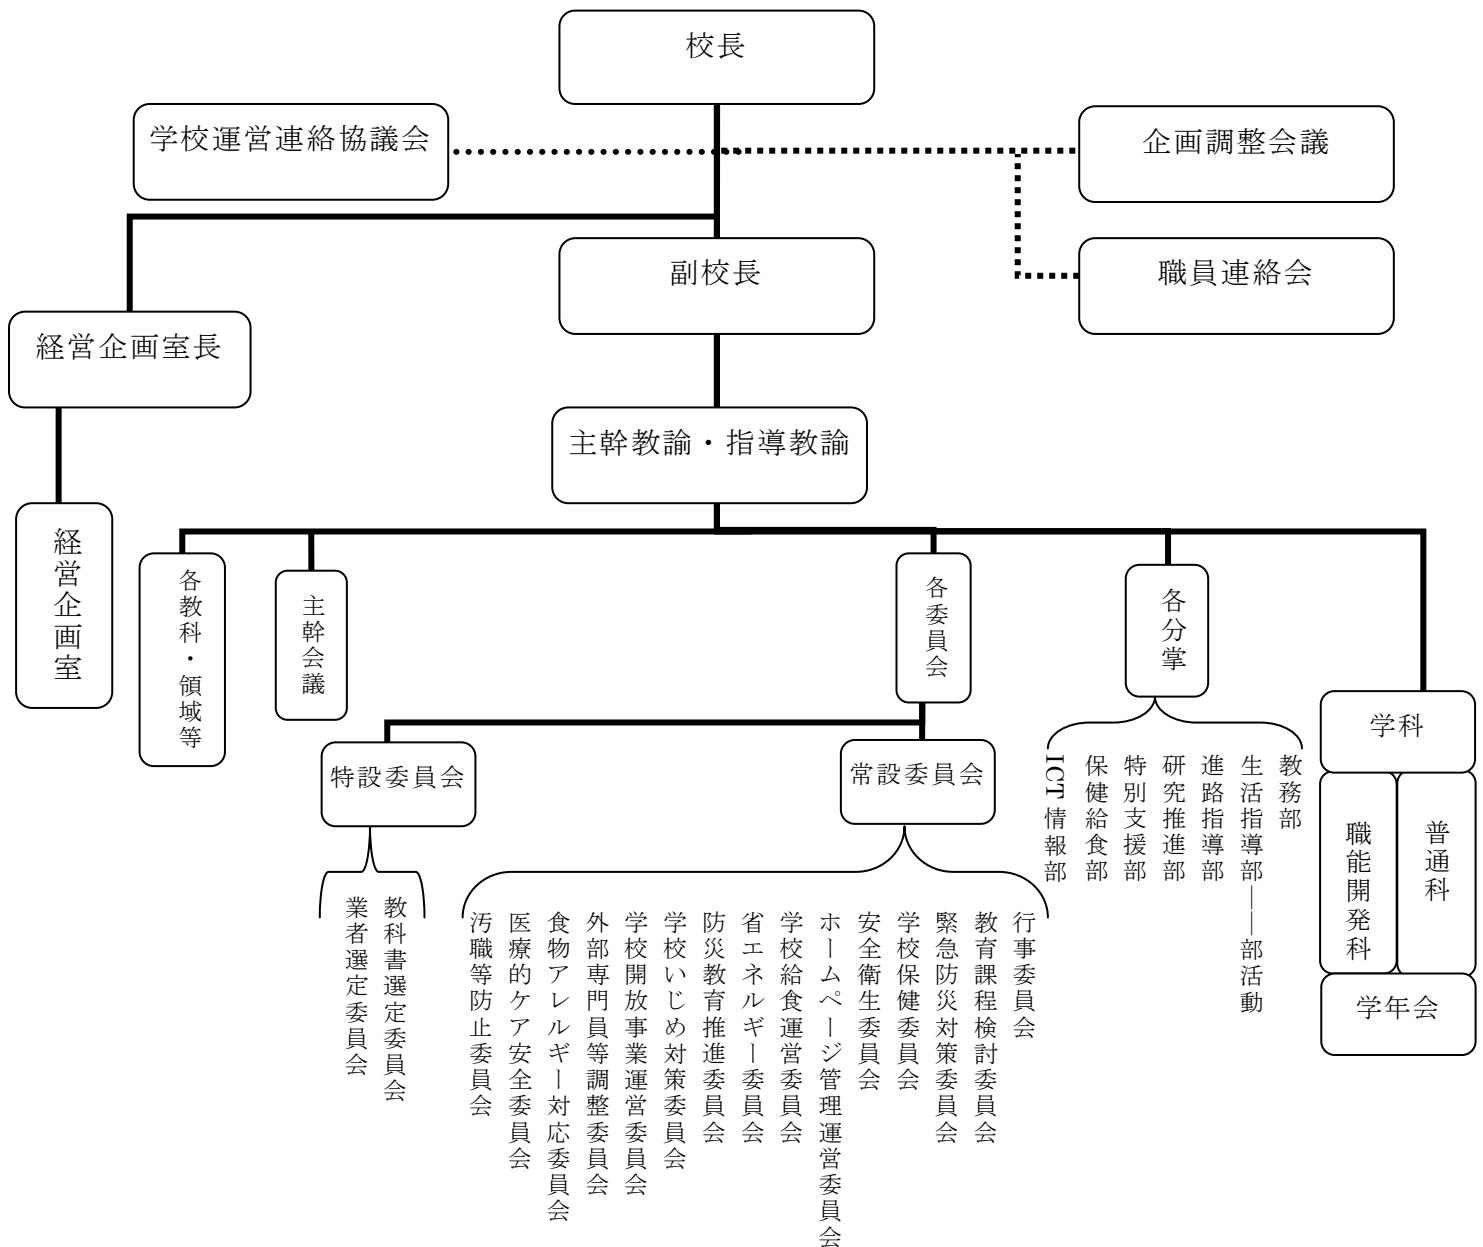 校長
学校運営連絡協議会
企画調整会議
副校長
職員連絡会
経営企画室長
主幹教諭・指導教諭
経営企画室
各教科・領域等
主幹会議
各委員会
各分掌
学科
普通科
職能開発科
学年会
教務部
生活指導部――部活動
進路指導部
研究推進部
特別支援部
保健給食部
ICT情報部
特設委員会
常設委員会
教科書選定委員会
業者選定委員会
行事委員会
教育課程検討委員会
緊急防災対策委員会
学校保健委員会
安全衛生委員会
ホームページ管理運営委員会
学校給食運営委員会
省エネルギー委員会
防災教育推進委員会
学校いじめ対策委員会
学校開放事業運営委員会
外部専門員等調整委員会
食物アレルギー対応委員会
医療的ケア安全委員会
汚職等防止委員会